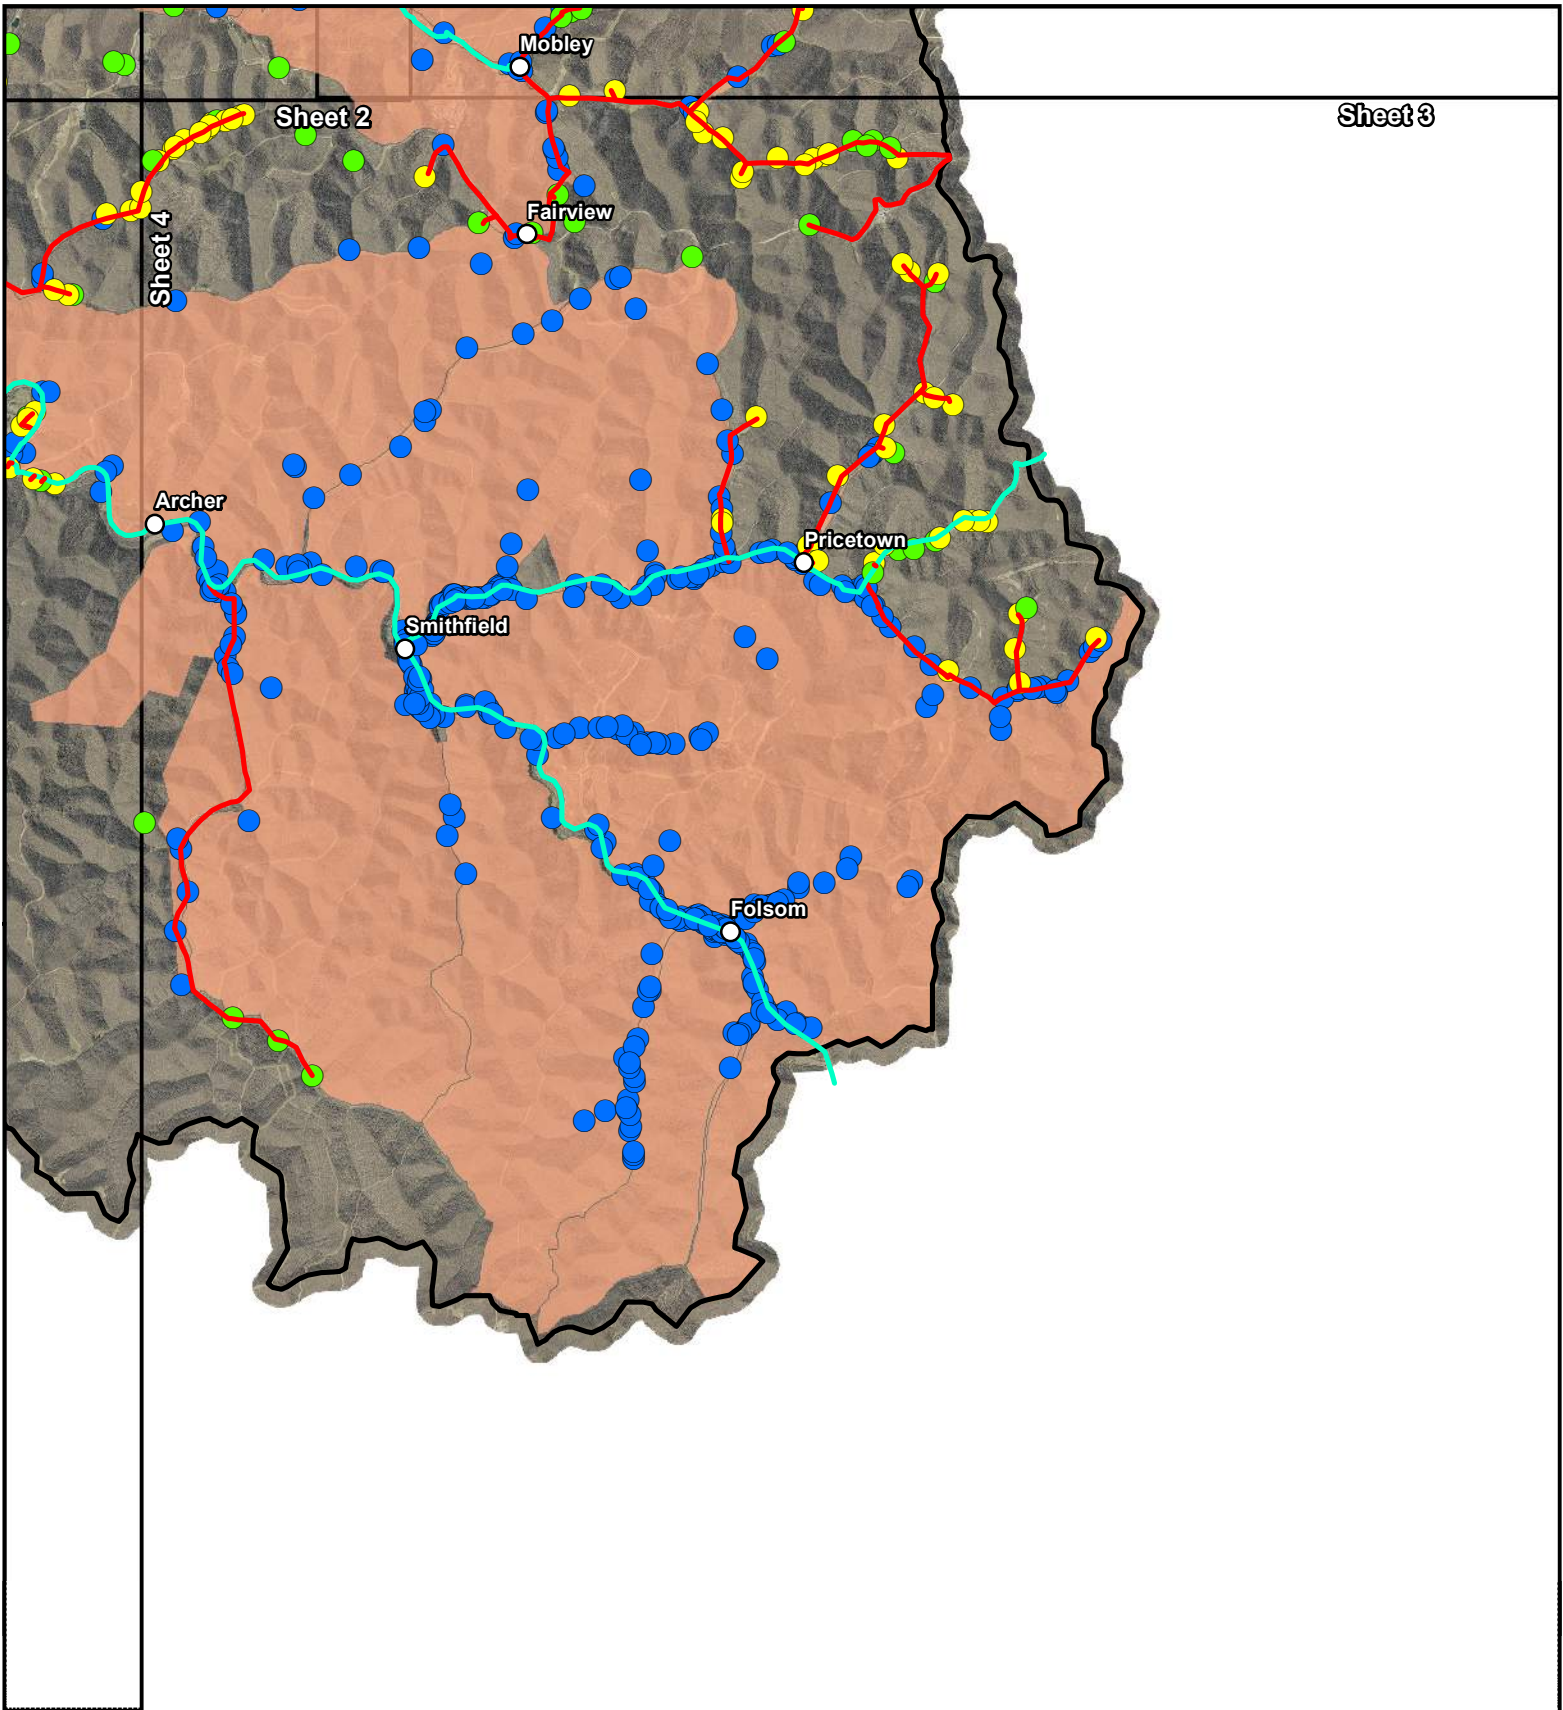 Mobley
Sheet 2
Sheet 3
Fairview
Sheet 4
Archer
Pricetown
Smithfield
Folsom